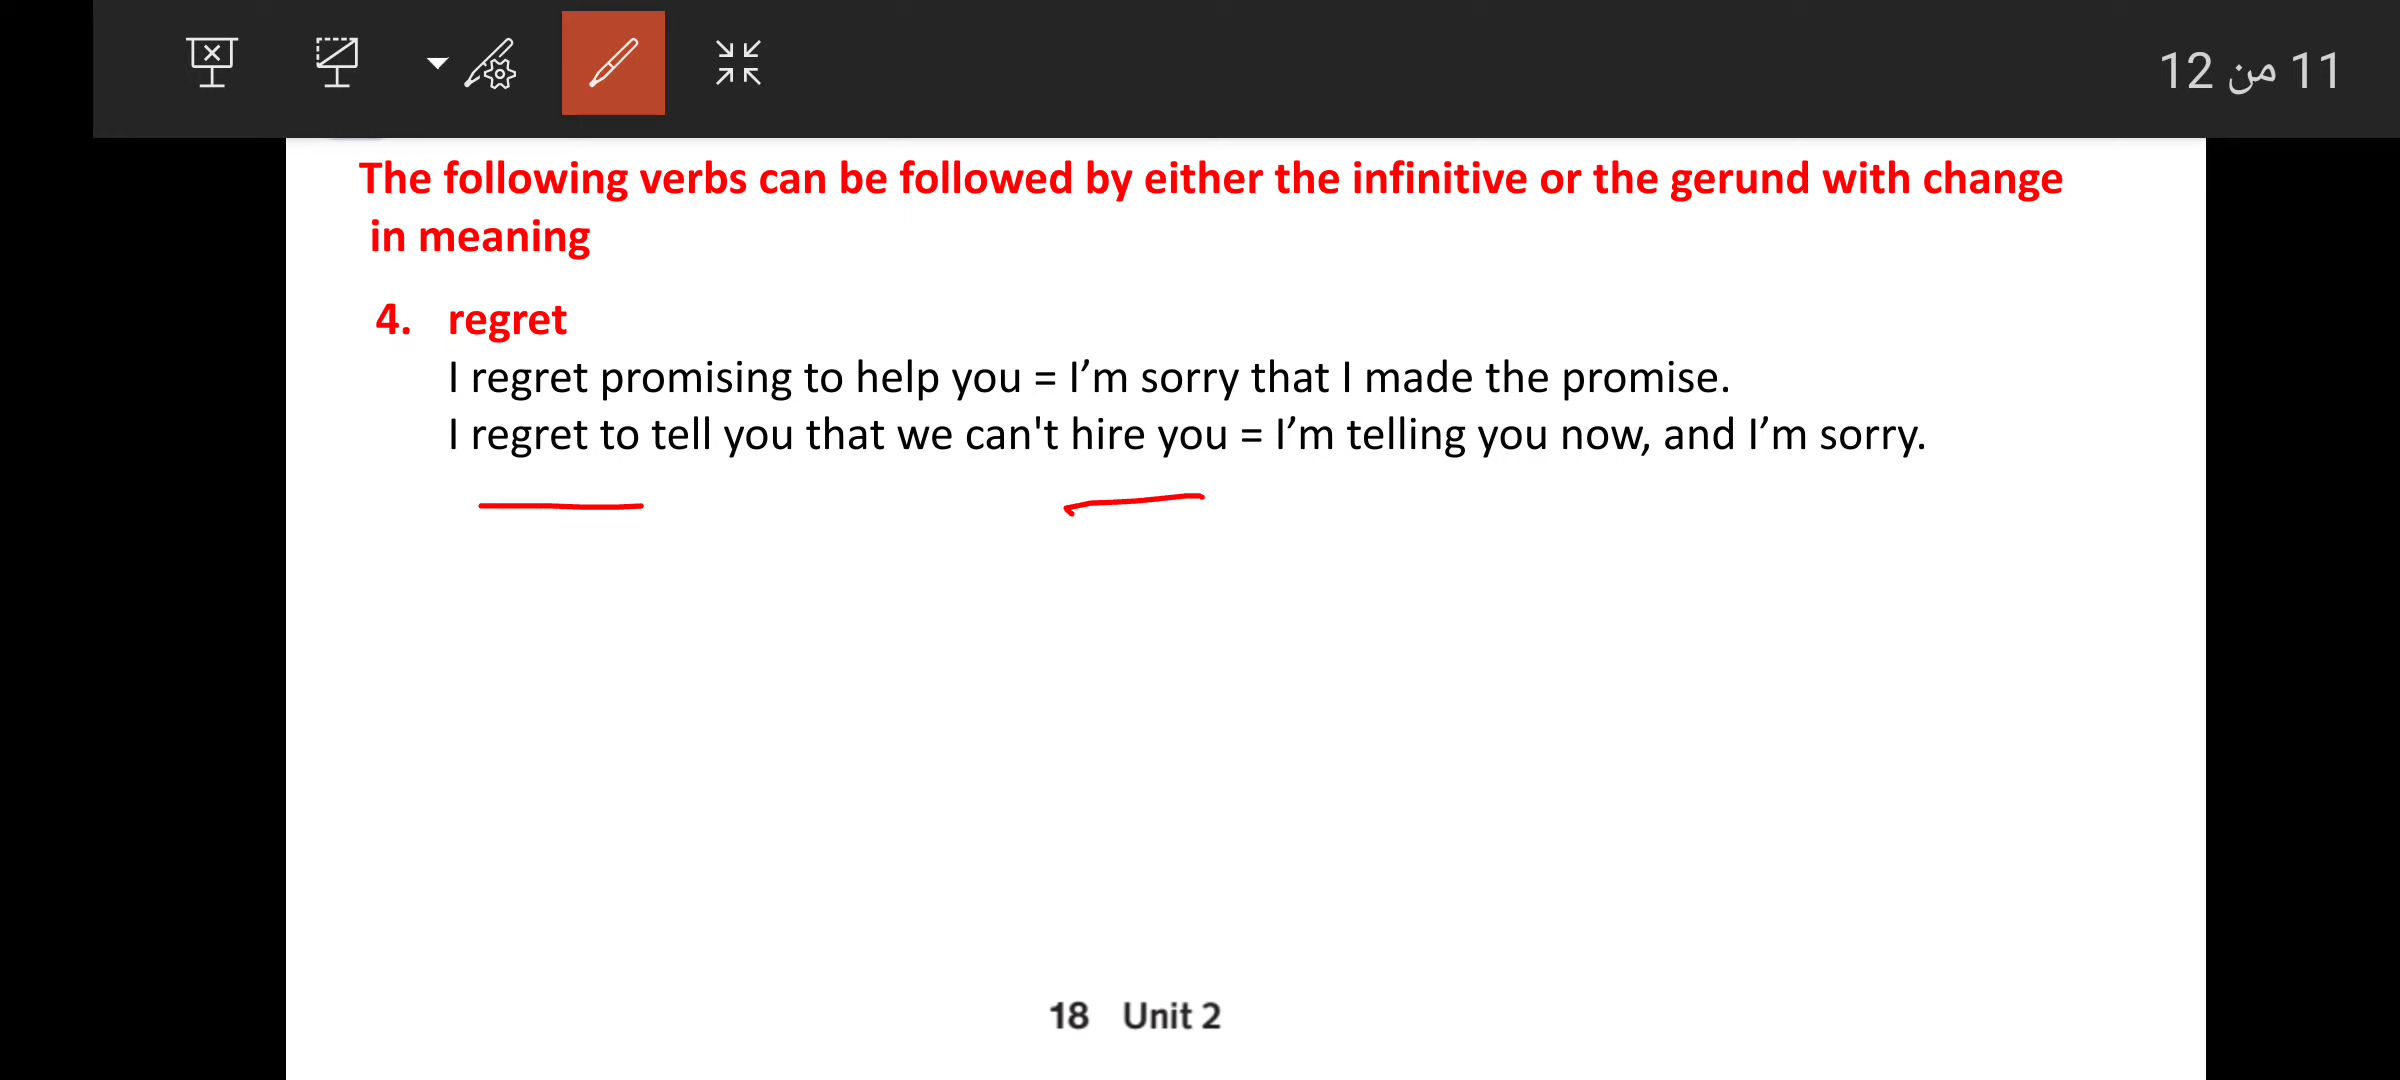 11 من 12
The following verbs can be followed by either the infinitive or the gerund with change
in meaning
4. regret
I regret promising to help you = I’m sorry that I made the promise.
I regret to tell you that we can't hire you = I’m telling you now, and I’m sorry.
18 Unit 2